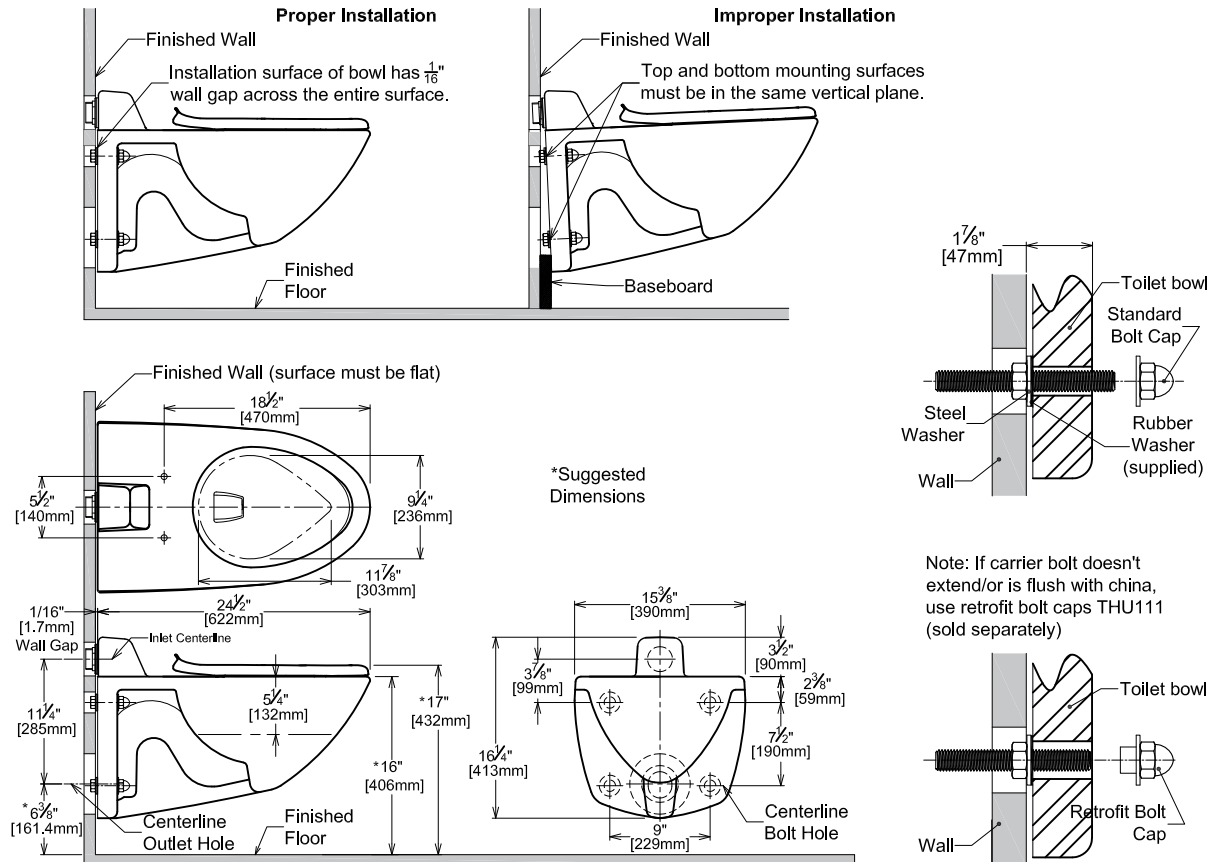 Proper Installation
Finished Wall
Installation surface of bowl has 1/16"
wall gap across the entire surface.
Finished
Floor
Improper Installation
Finished Wall
Top and bottom mounting surfaces
must be in the same vertical plane.
Baseboard
1⅞"
[47mm]
Toilet bowl
Standard
Bolt Cap
Steel
Washer
Rubber
Washer
(supplied)
Wall
Finished Wall (surface must be flat)
18½"
[470mm]
5½"
[140mm]
9¼"
[236mm]
11⅞"
[303mm]
*Suggested
Dimensions
1/16"
[1.7mm]
Wall Gap
24½"
[622mm]
Inlet Centerline
11¼"
[285mm]
5¼"
[132mm]
*17"
[432mm]
*16"
[406mm]
*6⅜"
[161.4mm]
Centerline
Outlet Hole
Finished
Floor
15⅜"
[390mm]
3½"
[90mm]
3⅞"
[99mm]
2⅜"
[59mm]
7½"
[190mm]
16¼"
[413mm]
9"
[229mm]
Centerline
Bolt Hole
Note: If carrier bolt doesn't
extend/or is flush with china,
use retrofit bolt caps THU111
(sold separately)
Toilet bowl
Retrofit Bolt
Cap
Wall